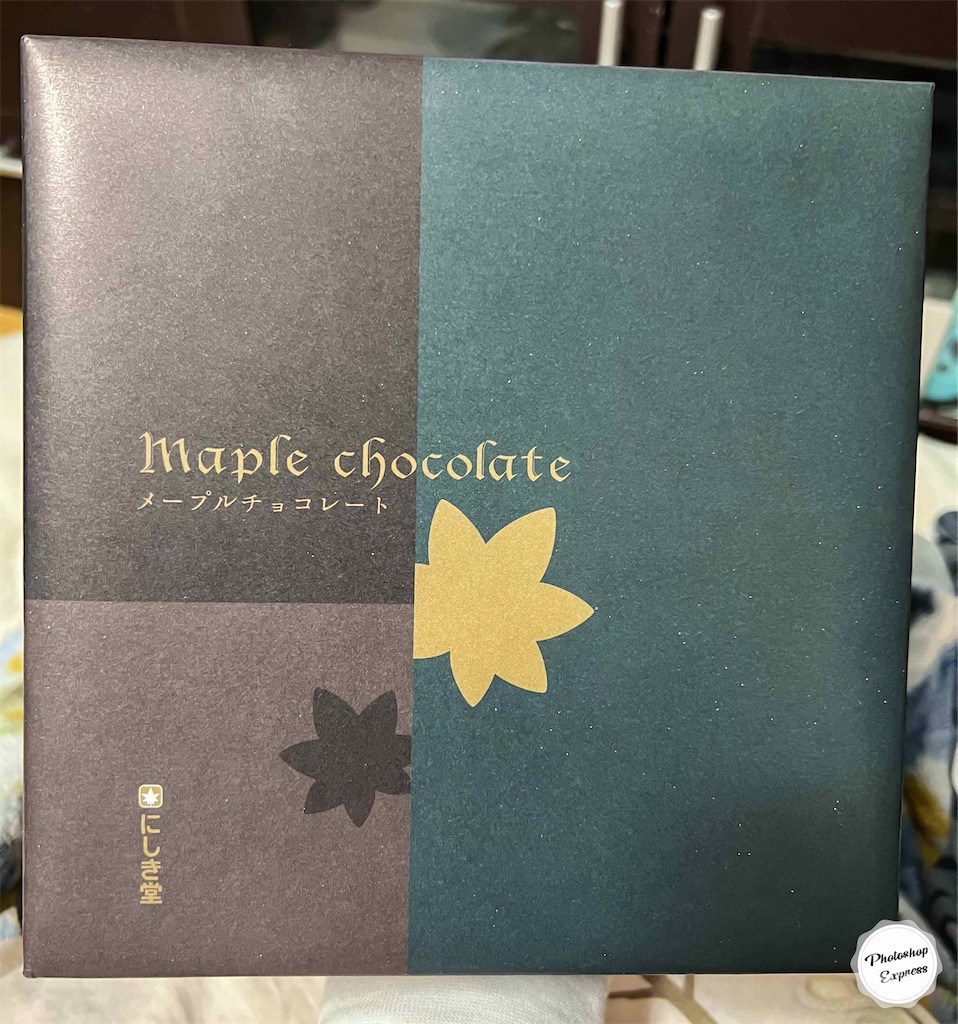 Maple chocolate
メープルチョコレート
にしき堂
Photoshop
Express